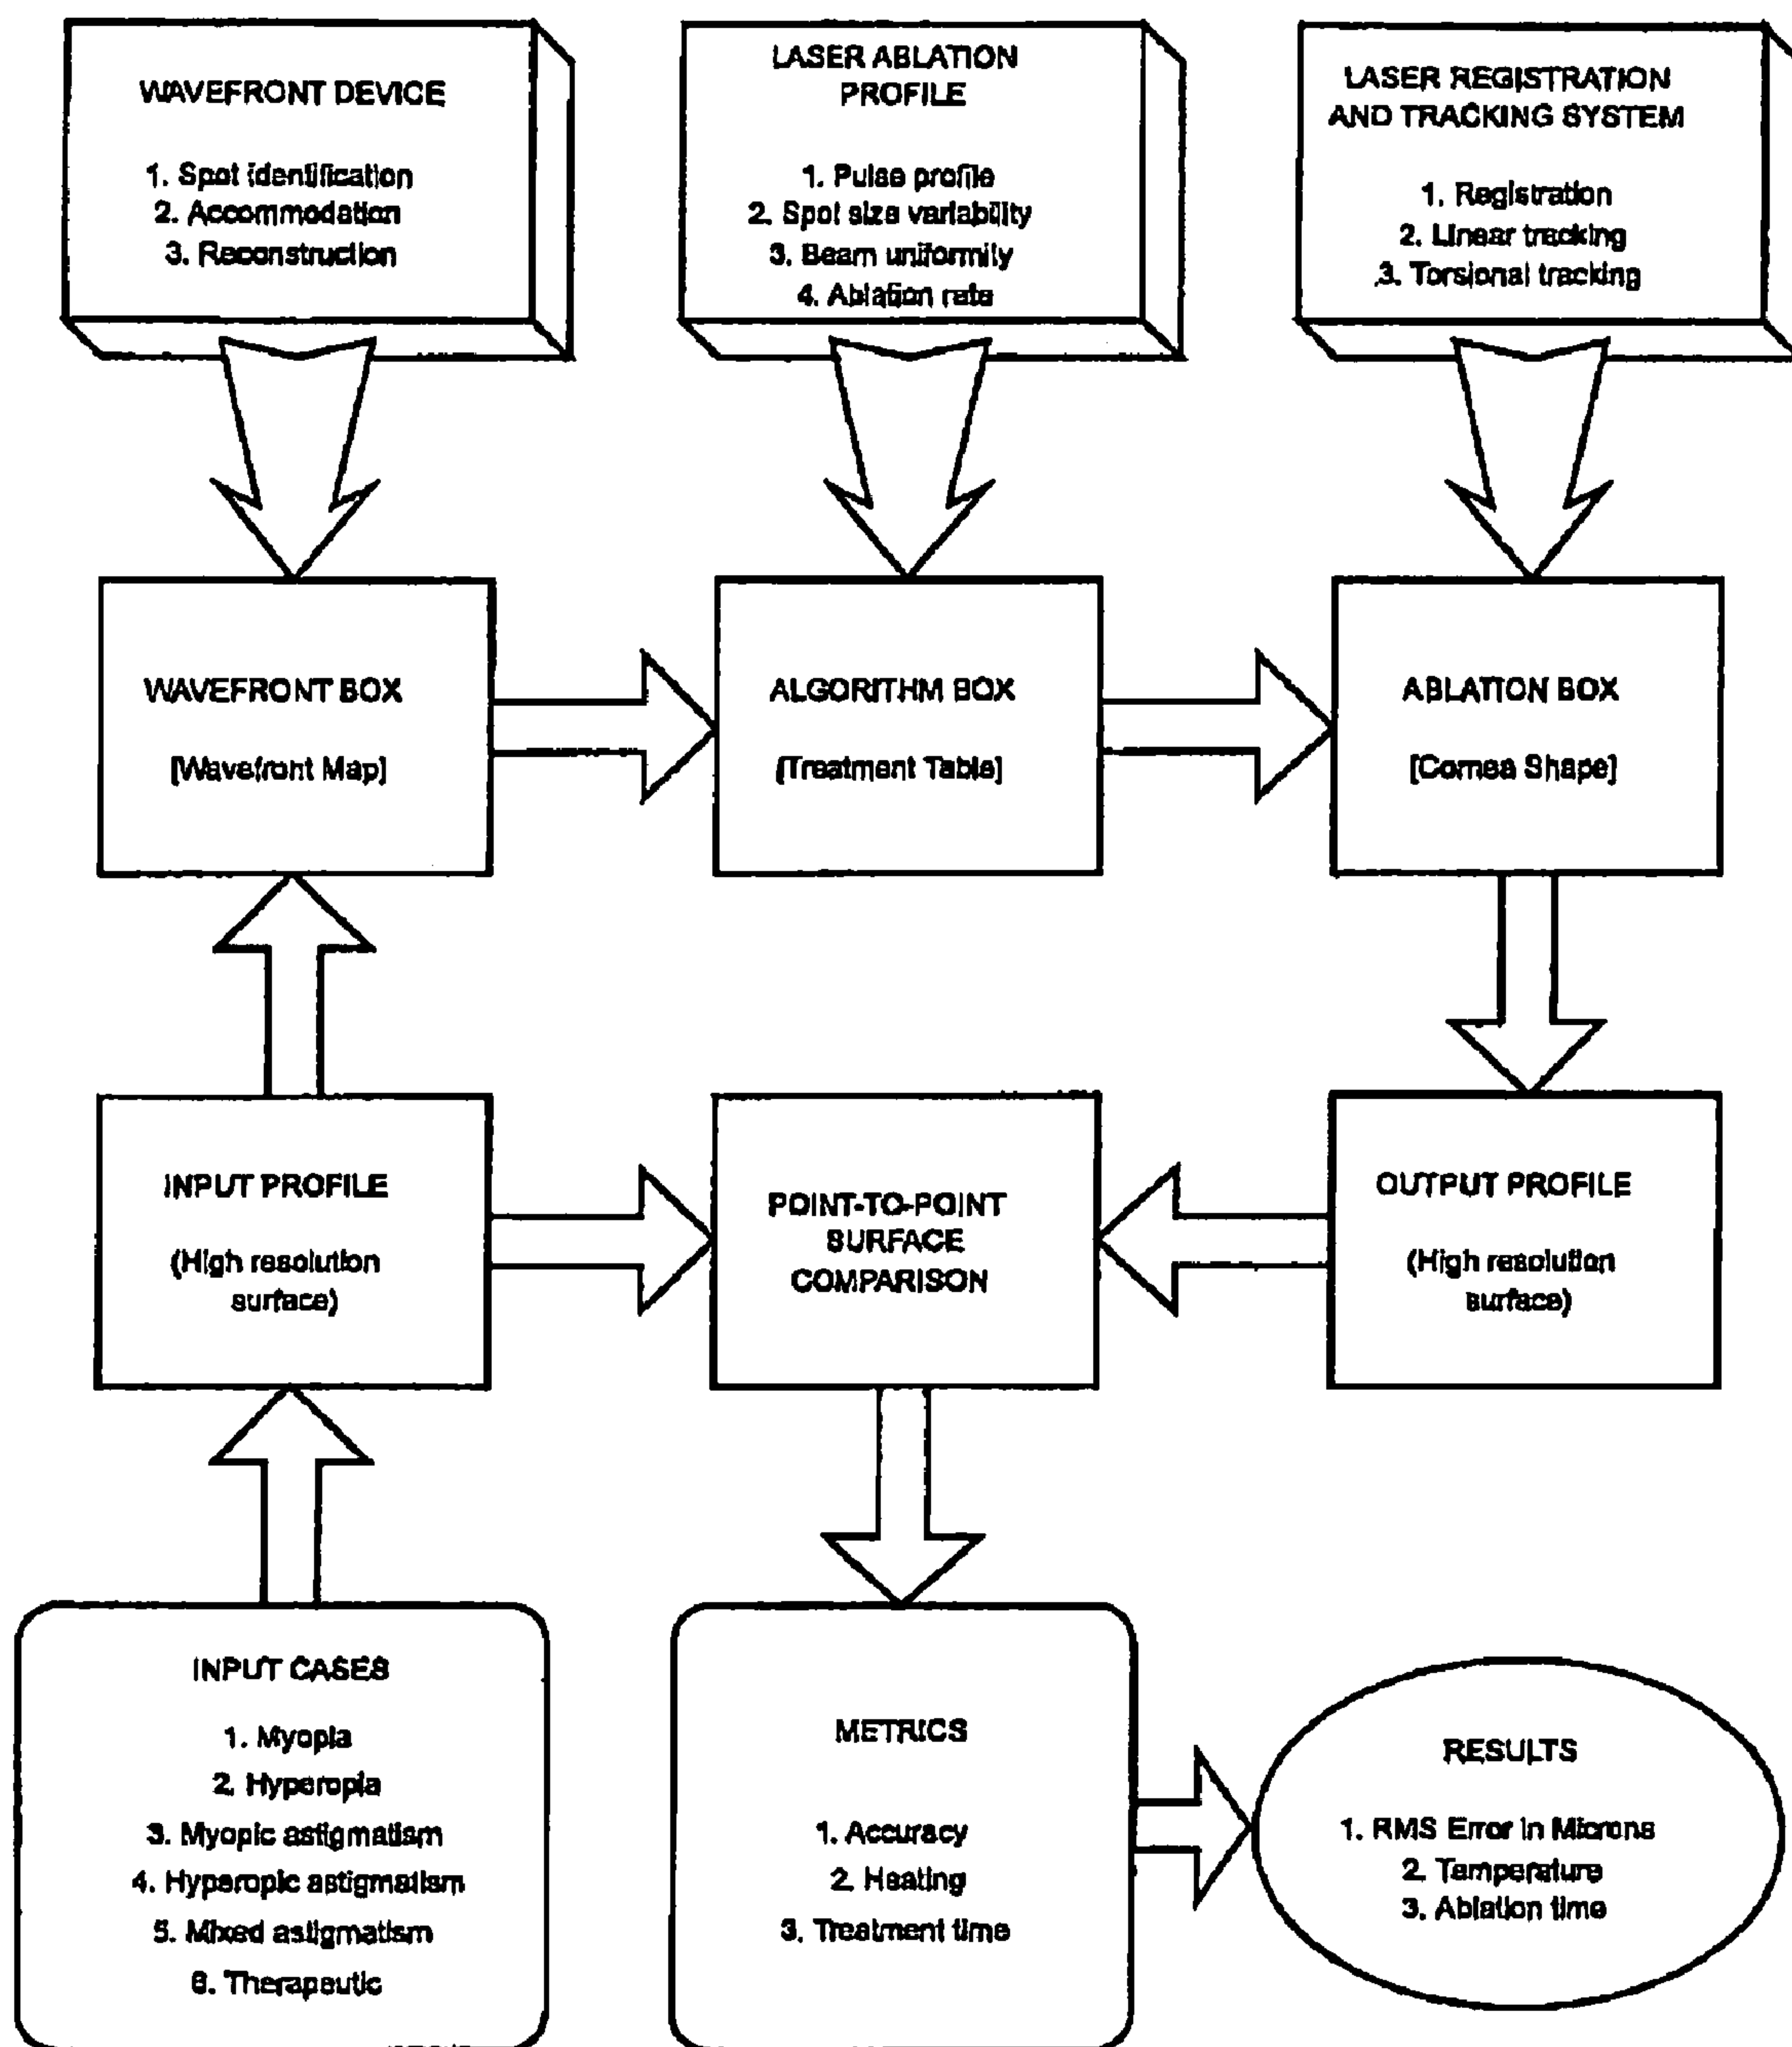 WAVEFRONT DEVICE
1. Spot identification
2. Accommodation
3. Reconstruction
LASER ABLATION
PROFILE
1. Pulse profile
2. Spot size variability
3. Beam uniformity
4. Ablation rate
LASER REGISTRATION
AND TRACKING SYSTEM
1. Registration
2. Linear tracking
3. Torsional tracking
WAVEFRONT BOX
[Wavefront Map]
ALGORITHM BOX
[Treatment Table]
ABLATION BOX
[Cornea Shape]
INPUT PROFILE
(High resolution
surface)
POINT-TO-POINT
SURFACE
COMPARISON
OUTPUT PROFILE
(High resolution
surface)
INPUT CASES
1. Myopia
2. Hyperopia
3. Myopic astigmatism
4. Hyperopic astigmatism
5. Mixed astigmatism
6. Therapeutic
METRICS
1. Accuracy
2. Heating
3. Treatment time
RESULTS
1. RMS Error in Microns
2. Temperature
3. Ablation time